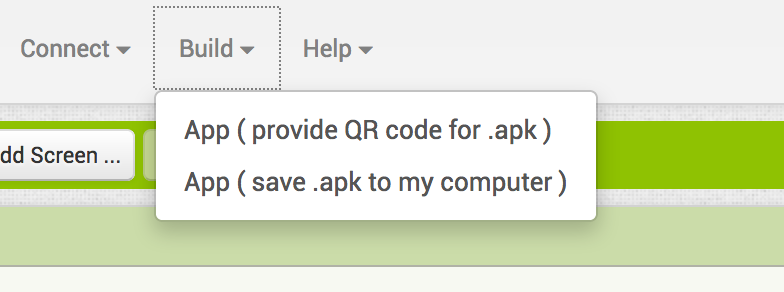 Connect Build Help
App ( provide QR code for .apk )
dd Screen ...
App ( save .apk to my computer )